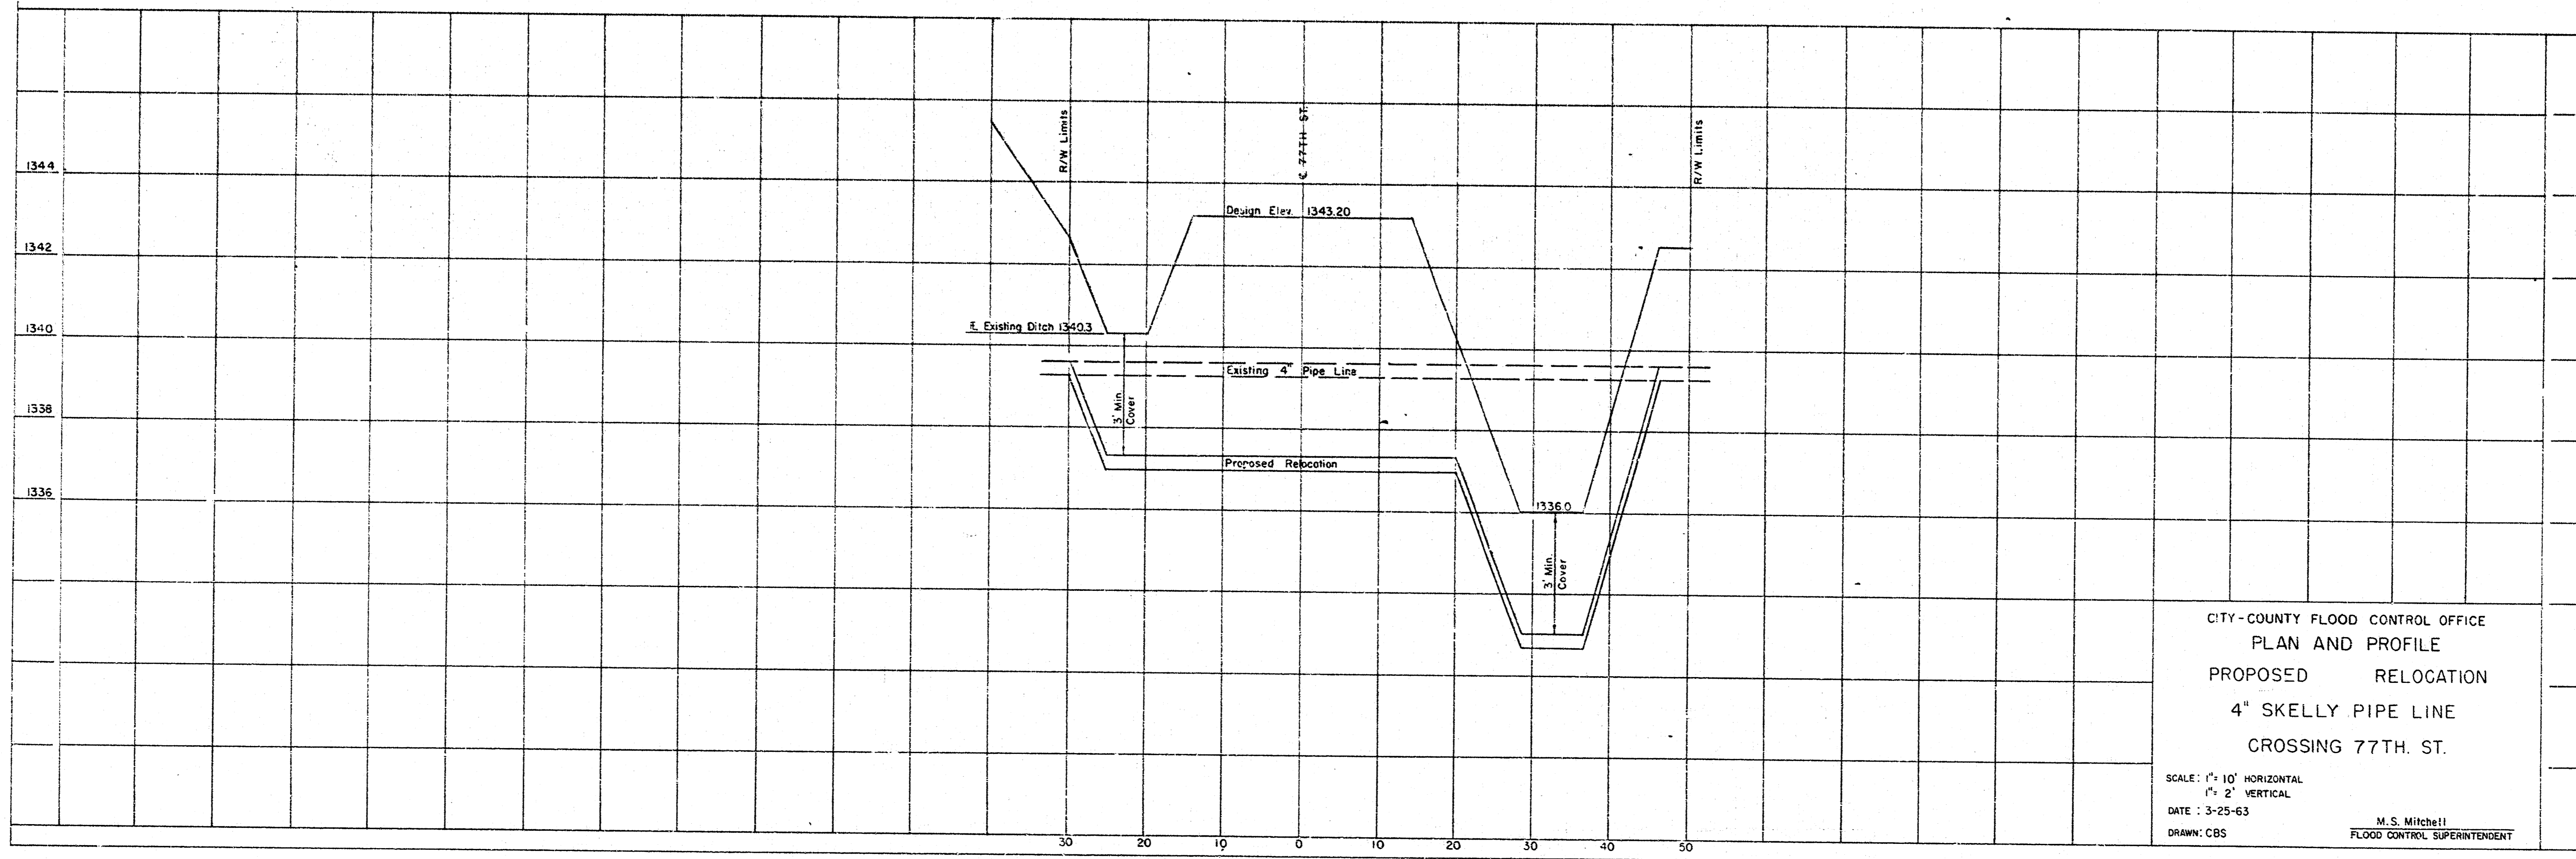 R/W Limits
℄ 77TH ST.
R/W Limits
1344
Design Elev. 1343.20
1342
1340
℄ Existing Ditch 1340.3
Existing 4" Pipe Line
3' Min.
Cover
1338
Proposed Relocation
1336
1336.0
3' Min.
Cover
30 20 10 0 10 20 30 40 50
CITY-COUNTY FLOOD CONTROL OFFICE
PLAN AND PROFILE
PROPOSED RELOCATION
4" SKELLY PIPE LINE
CROSSING 77TH. ST.
SCALE: 1"= 10' HORIZONTAL
1"= 2' VERTICAL
DATE : 3-25-63
DRAWN: CBS
M.S. Mitchell
FLOOD CONTROL SUPERINTENDENT